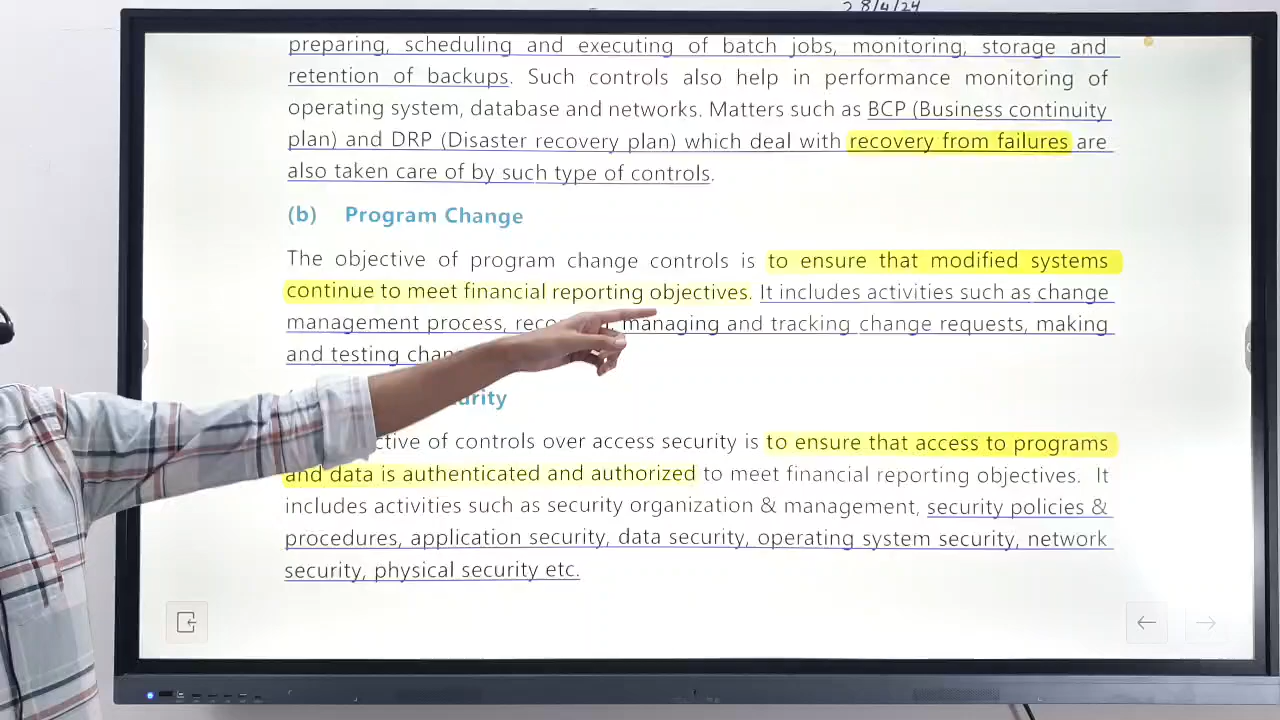 28/4/24
preparing, scheduling and executing of batch jobs, monitoring, storage and
retention of backups. Such controls also help in performance monitoring of
operating system, database and networks. Matters such as BCP (Business continuity
plan) and DRP (Disaster recovery plan) which deal with recovery from failures are
also taken care of by such type of controls.
(b) Program Change
The objective of program change controls is to ensure that modified systems
continue to meet financial reporting objectives. It includes activities such as change
management process, managing and tracking change requests, making
and testing
ctive of controls over access security is to ensure that access to programs
and data is authenticated and authorized to meet financial reporting objectives. It
includes activities such as security organization & management, security policies &
procedures, application security, data security, operating system security, network
security, physical security etc.